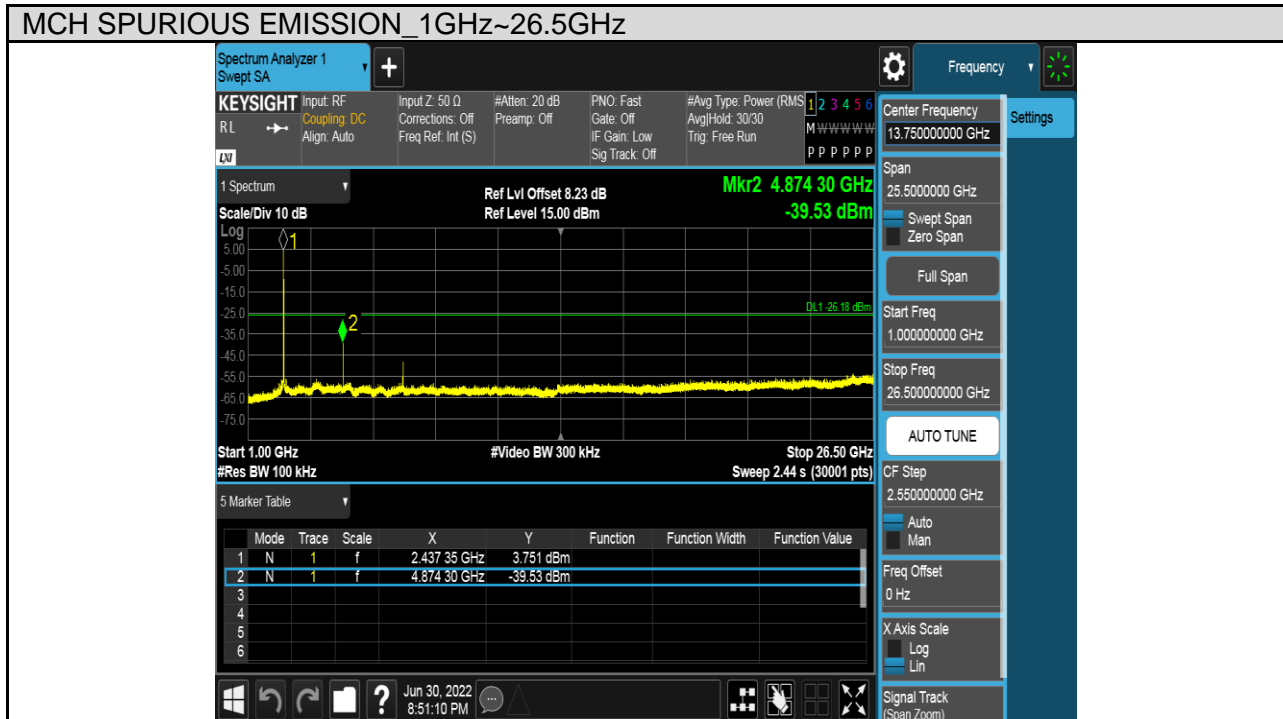 MCH SPURIOUS EMISSION_1GHz~26.5GHz
Spectrum Analyzer 1
Swept SA
+
Frequency
KEYSIGHT
RL
LXI
Input: RF
Coupling: DC
Align: Auto
Input Z: 50 Ω
Corrections: Off
Freq Ref: Int (S)
#Atten: 20 dB
Preamp: Off
PNO: Fast
Gate: Off
IF Gain: Low
Sig Track: Off
#Avg Type: Power (RMS
Avg|Hold: 30/30
Trig: Free Run
1 2 3 4 5 6
M W W W W W
P P P P P P
1 Spectrum
Scale/Div 10 dB
Ref Lvl Offset 8.23 dB
Ref Level 15.00 dBm
Mkr2 4.874 30 GHz
-39.53 dBm
Log
5.00
-5.00
-15.0
-25.0
-35.0
-45.0
-55.0
-65.0
-75.0
1
2
DL1 -26.18 dBm
Start 1.00 GHz
#Video BW 300 kHz
Stop 26.50 GHz
#Res BW 100 kHz
Sweep 2.44 s (30001 pts)
5 Marker Table
Mode Trace Scale X Y Function Function Width Function Value
1 N 1 f 2.437 35 GHz 3.751 dBm
2 N 1 f 4.874 30 GHz -39.53 dBm
3
4
5
6
?
Jun 30, 2022
8:51:10 PM
Center Frequency
13.75000000 GHz
Settings
Span
25.5000000 GHz
Swept Span
Zero Span
Full Span
Start Freq
1.000000000 GHz
Stop Freq
26.500000000 GHz
AUTO TUNE
CF Step
2.550000000 GHz
Auto
Man
Freq Offset
0 Hz
X Axis Scale
Log
Lin
Signal Track
(Span Zoom)